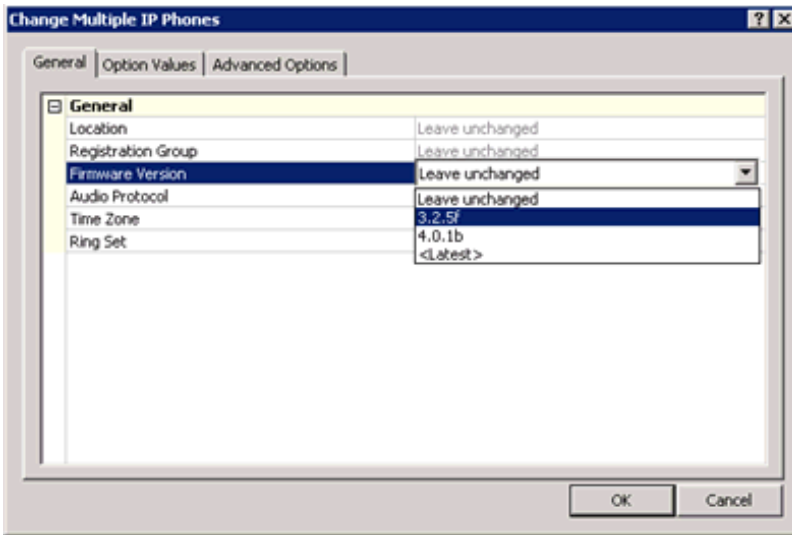 Change Multiple IP Phones
General Option Values Advanced Options
General
Location Leave unchanged
Registration Group Leave unchanged
Firmware Version Leave unchanged
Audio Protocol Leave unchanged
Time Zone 3.2.5f
Ring Set 4.0.1b
<Latest>
OK Cancel